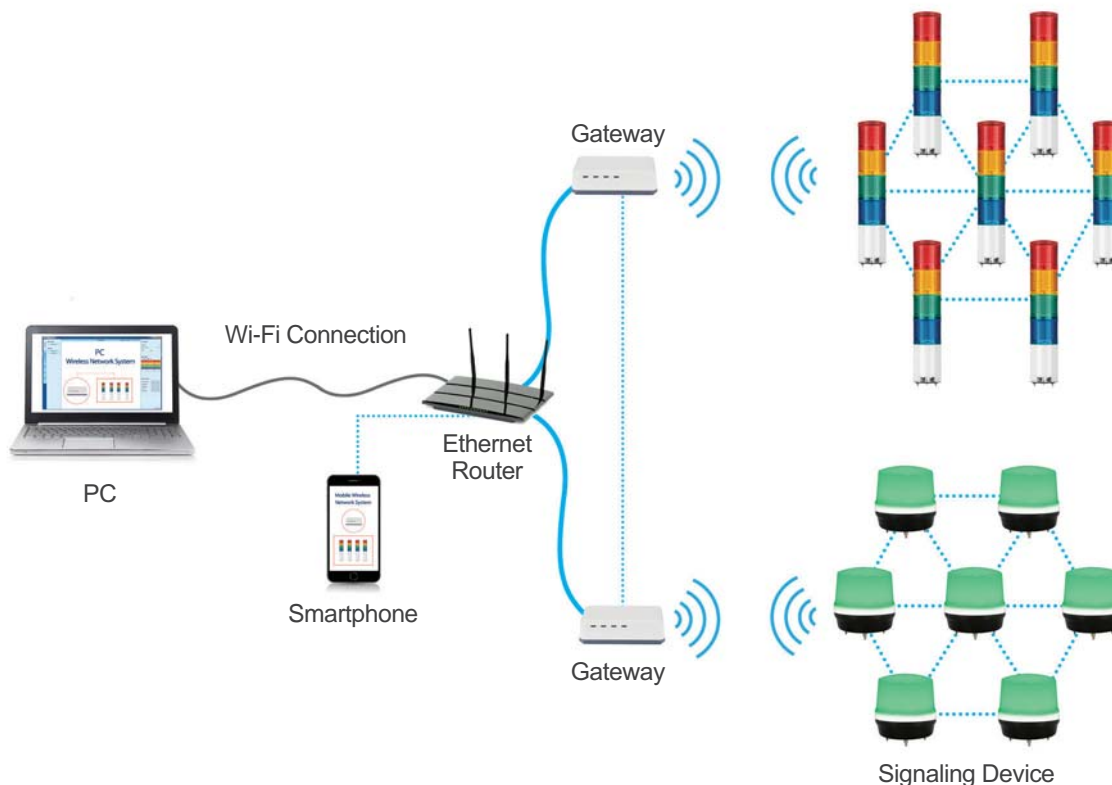 Gateway
Wi-Fi Connection
PC
Wireless Network System
Ethernet
Router
PC
Mobile Wireless
Network System
Smartphone
Gateway
Signaling Device